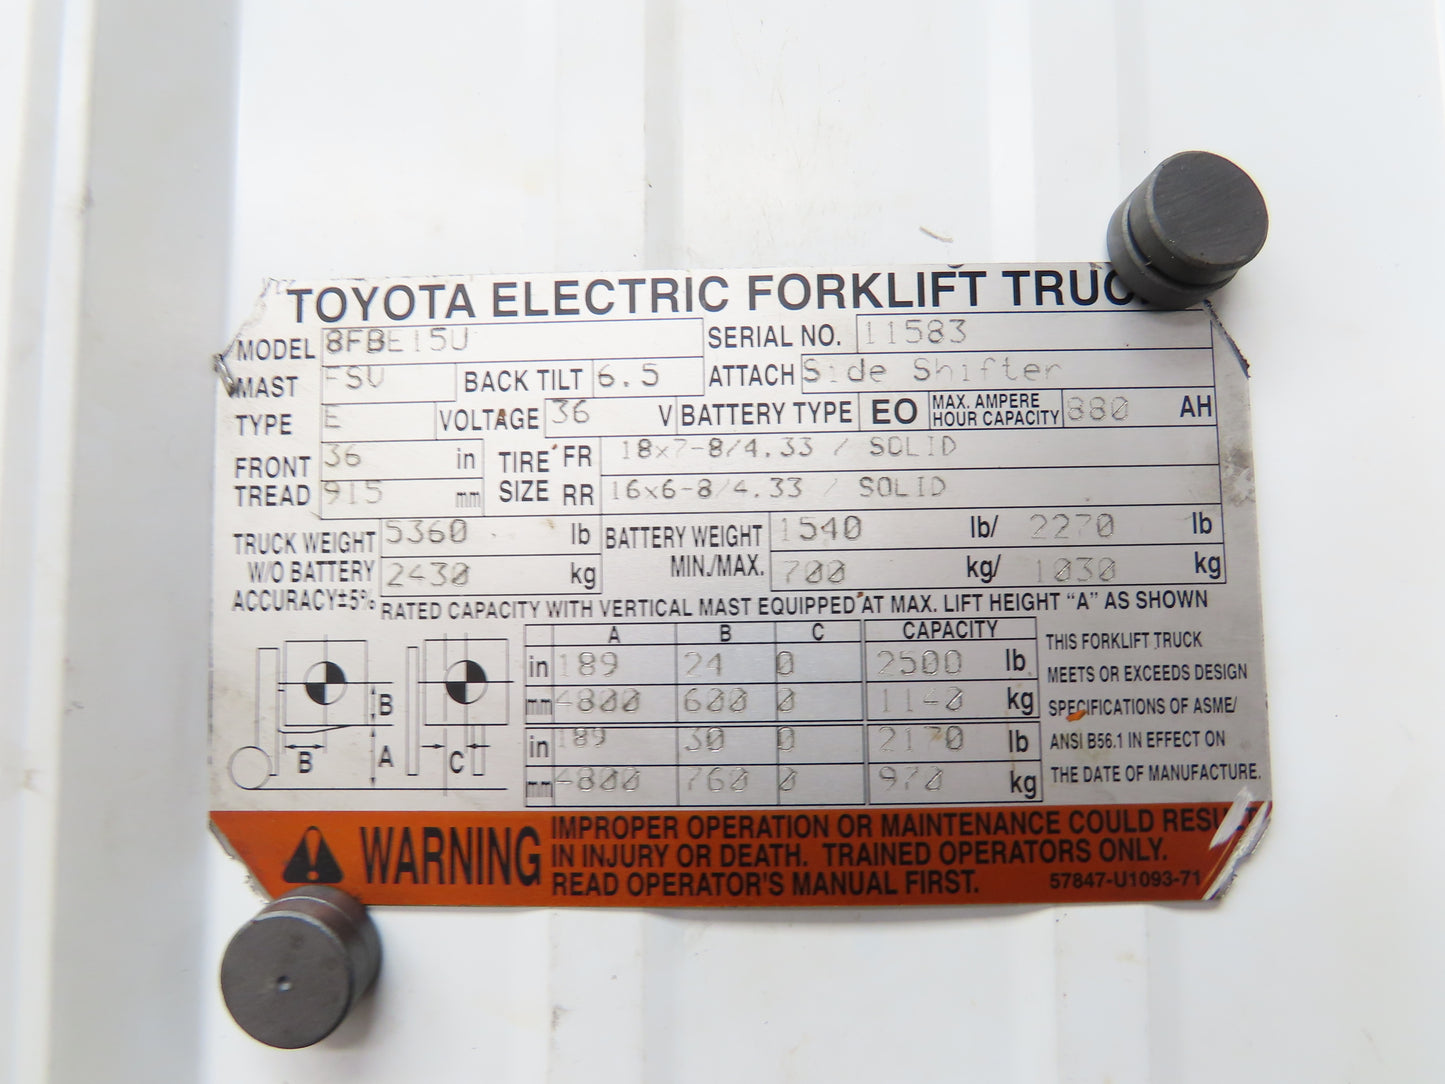 TOYOTA ELECTRIC FORKLIFT TRUC
MODEL 8FBE15U SERIAL NO. 11583
MAST FSV BACK TILT 6.5 ATTACH Side Shifter
TYPE E VOLTAGE 36 V BATTERY TYPE EO MAX. AMPERE HOUR CAPACITY 880 AH
FRONT TREAD 36 in TIRE SIZE FR 18x7-8/4.33 / SOLID
915 mm RR 16x6-8/4.33 / SOLID
TRUCK WEIGHT 5360 lb BATTERY WEIGHT 1540 lb/ 2270 lb
W/O BATTERY 2430 kg MIN./MAX. 700 kg/ 1030 kg
ACCURACY±5%
RATED CAPACITY WITH VERTICAL MAST EQUIPPED AT MAX. LIFT HEIGHT "A" AS SHOWN
A B C CAPACITY
in 189 24 0 2500 lb
mm 4800 600 0 1140 kg
in 189 30 0 2170 lb
mm 4800 760 0 970 kg
B
A
B
C
THIS FORKLIFT TRUCK
MEETS OR EXCEEDS DESIGN
SPECIFICATIONS OF ASME/
ANSI B56.1 IN EFFECT ON
THE DATE OF MANUFACTURE.
WARNING
IMPROPER OPERATION OR MAINTENANCE COULD RESULT
IN INJURY OR DEATH. TRAINED OPERATORS ONLY.
READ OPERATOR'S MANUAL FIRST. 57847-U1093-71